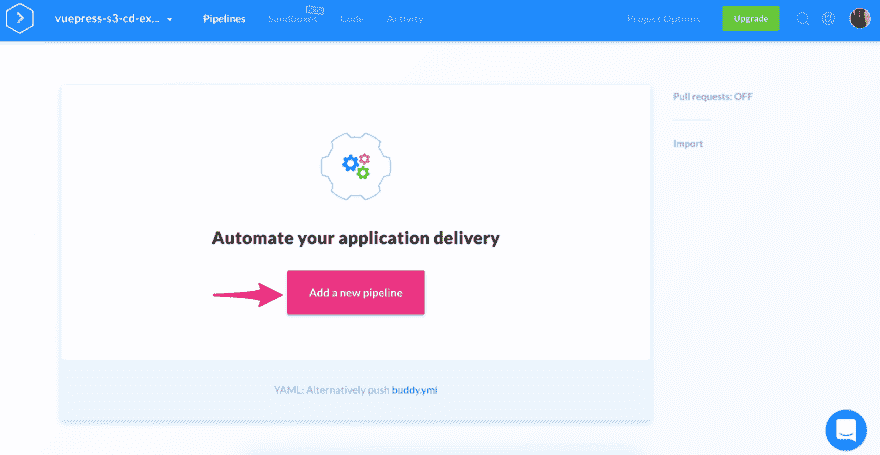 vuepress-s3-cd-ex...
Pipelines
Sandboxes
Code
Activity
Project Options
Upgrade
Pull requests: OFF
Import
Automate your application delivery
Add a new pipeline
YAML: Alternatively push buddy.yml